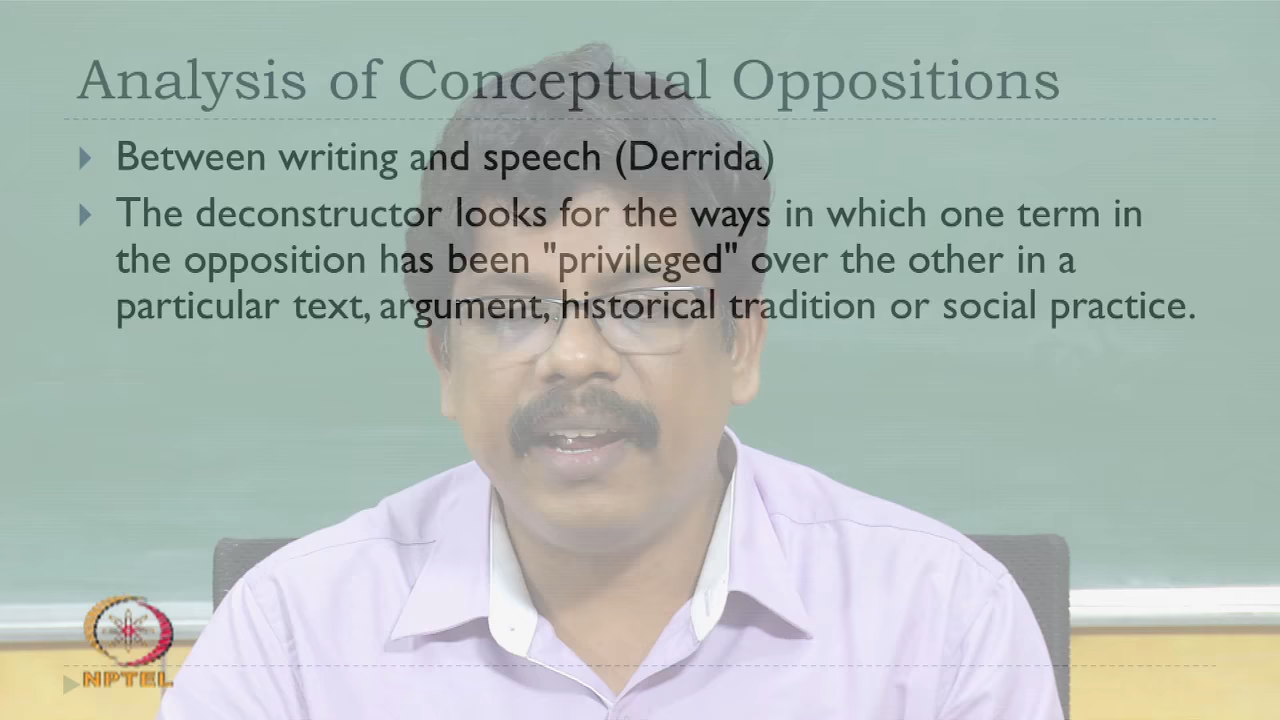 Analysis of Conceptual Oppositions
Between writing and speech (Derrida)
The deconstructor looks for the ways in which one term in
the opposition has been "privileged" over the other in a
particular text, argument, historical tradition or social practice.
NPTEL